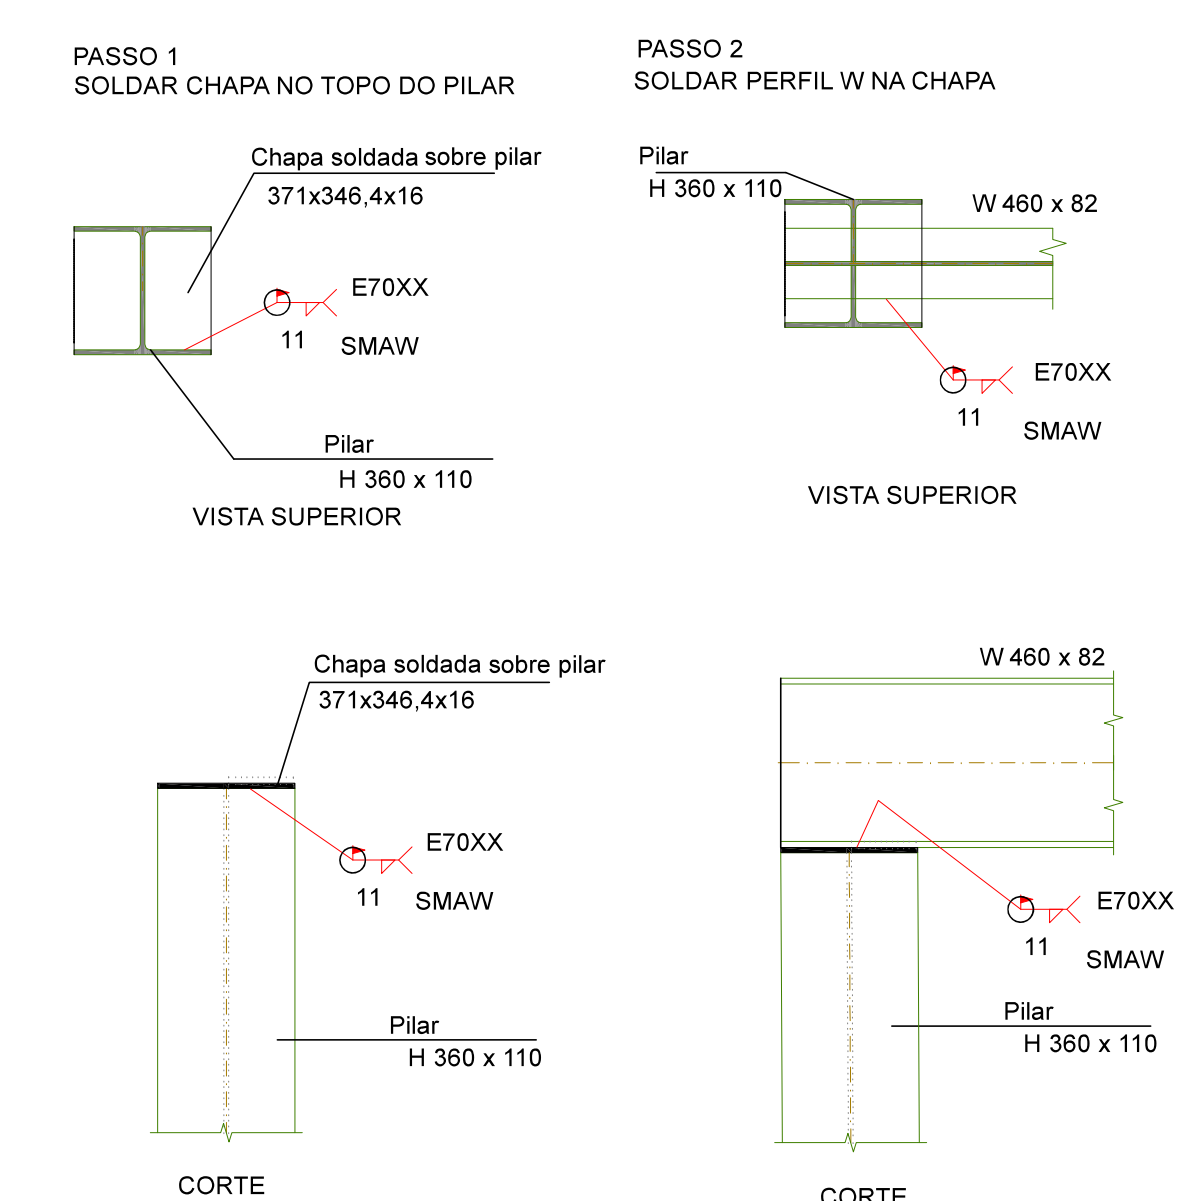 PASSO 1
SOLDAR CHAPA NO TOPO DO PILAR
Chapa soldada sobre pilar
371x346,4x16
E70XX
11
SMAW
Pilar
H 360 x 110
VISTA SUPERIOR
PASSO 2
SOLDAR PERFIL W NA CHAPA
Pilar
H 360 x 110
W 460 x 82
E70XX
11
SMAW
VISTA SUPERIOR
Chapa soldada sobre pilar
371x346,4x16
E70XX
11
SMAW
Pilar
H 360 x 110
CORTE
W 460 x 82
E70XX
11
SMAW
Pilar
H 360 x 110
CORTE